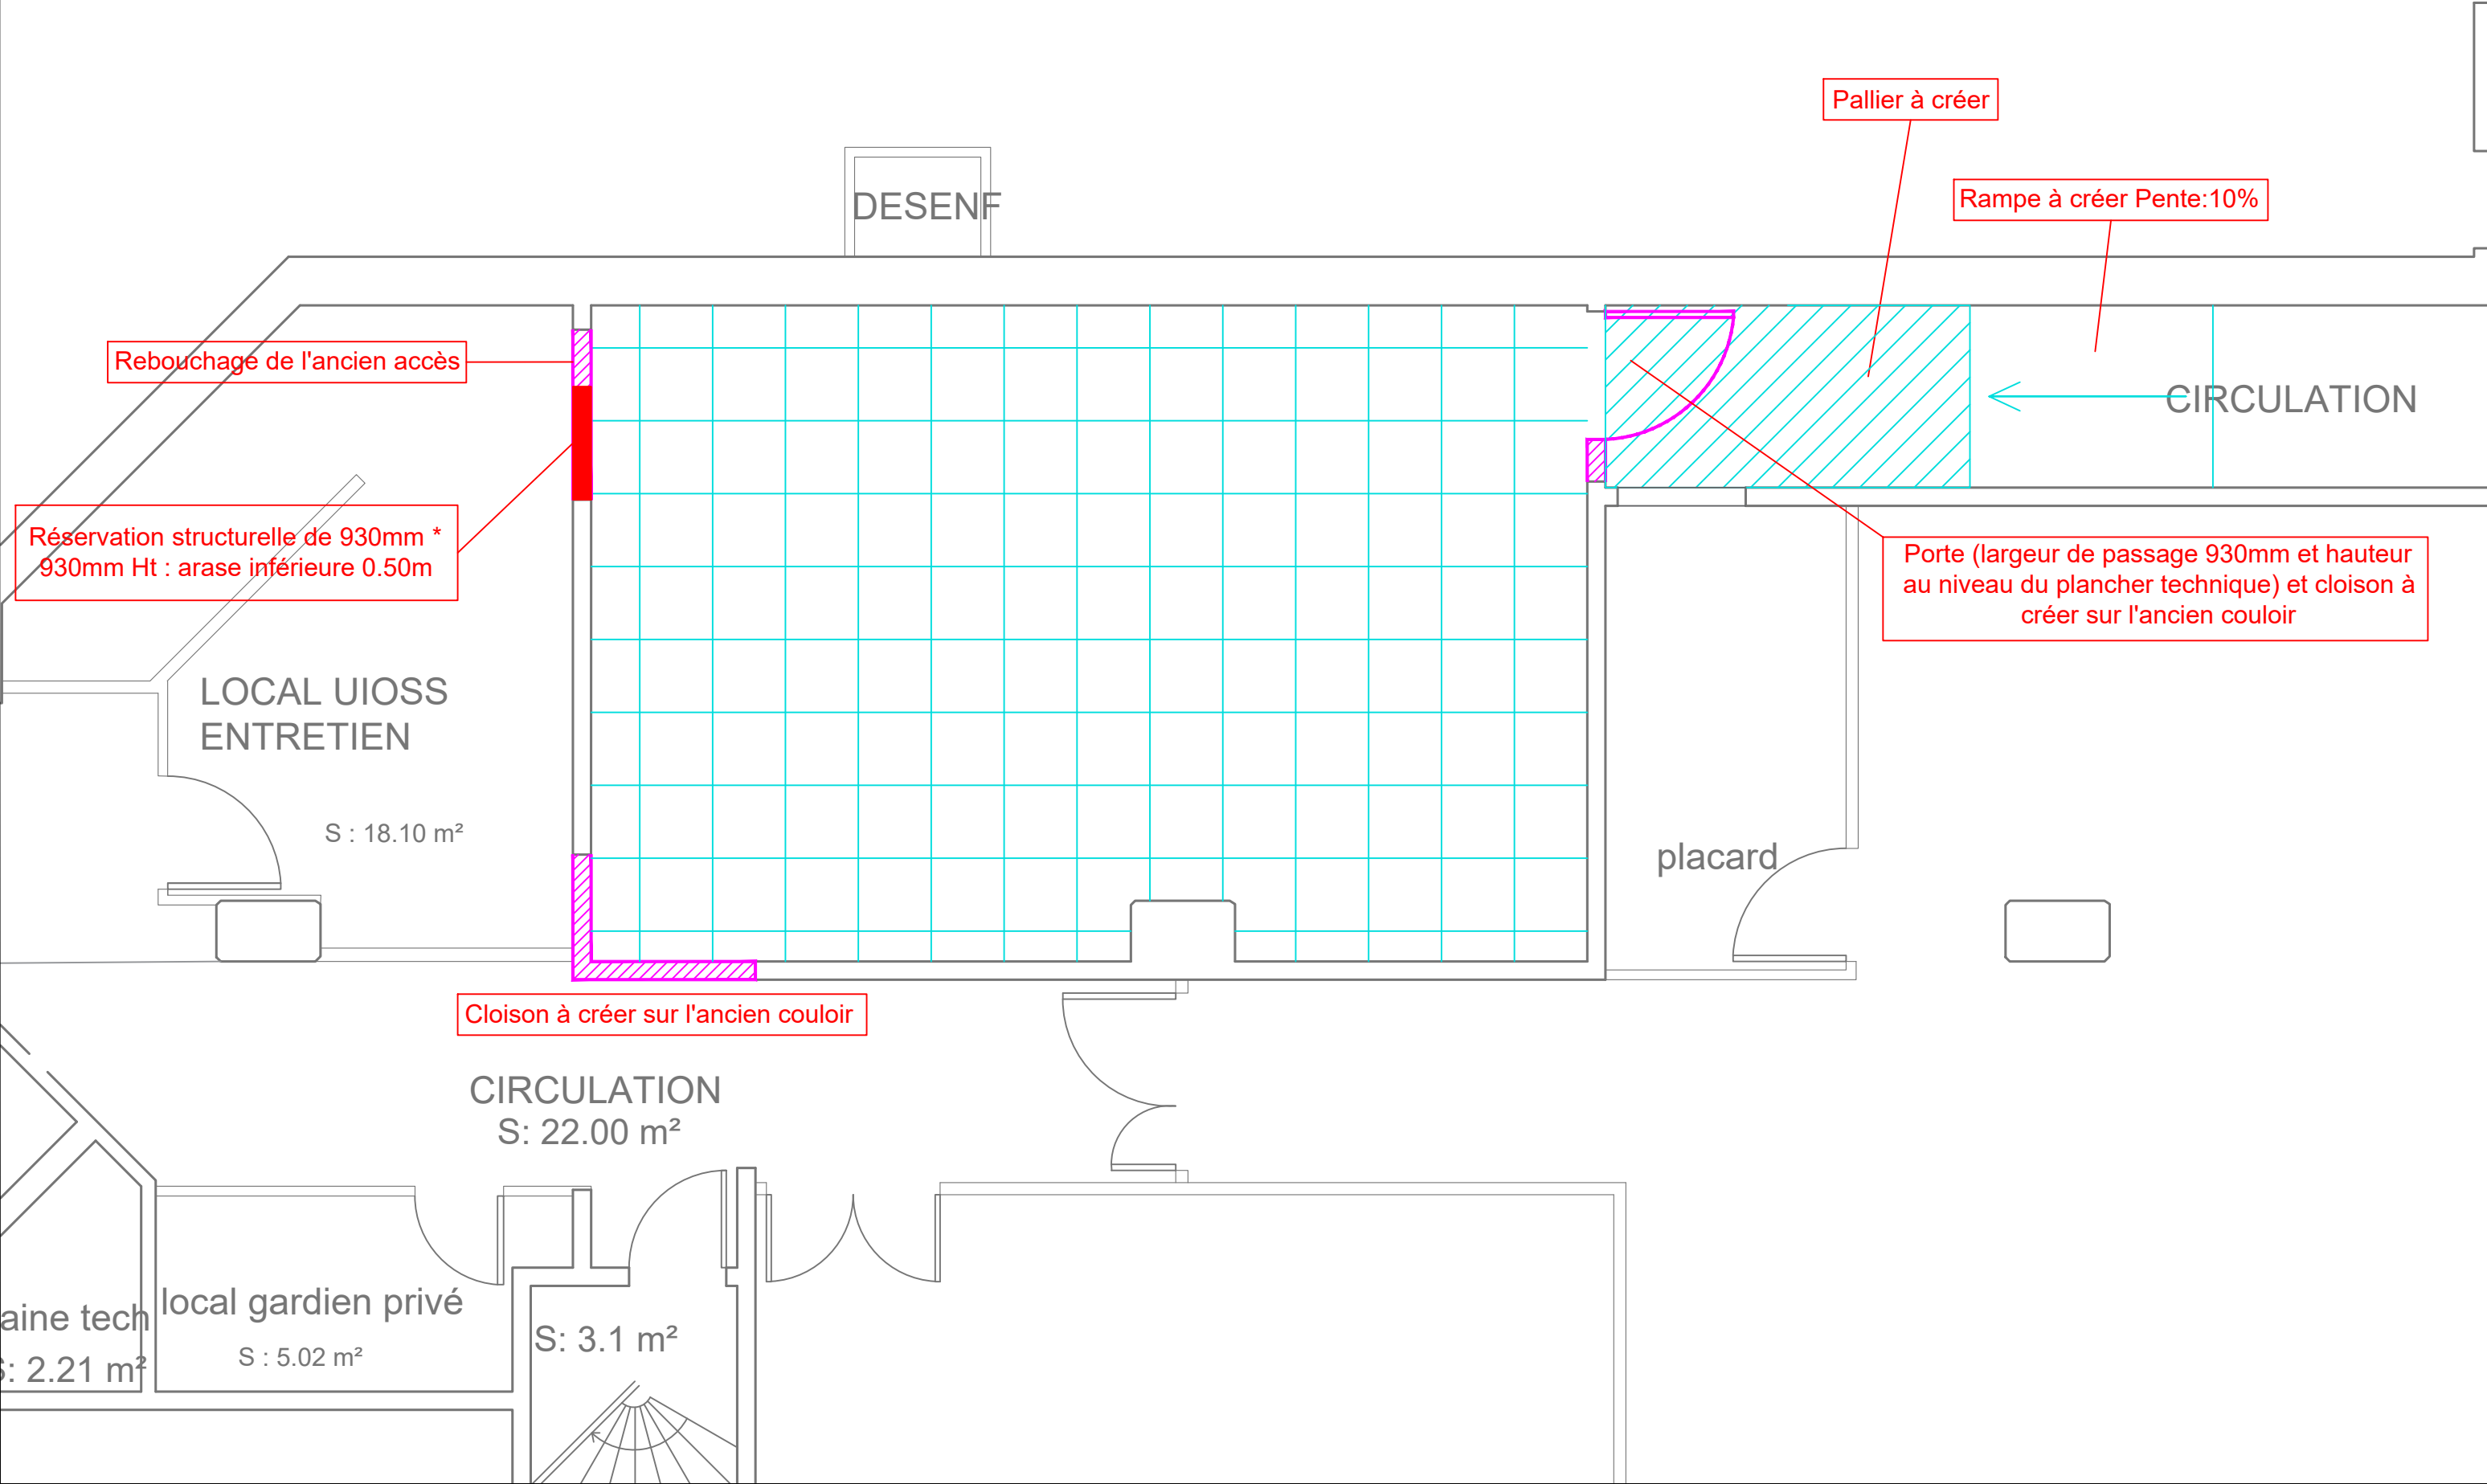 Pallier à créer
DESENF
Rampe à créer Pente:10%
Rebouchage de l'ancien accès
CIRCULATION
Réservation structurelle de 930mm *
930mm Ht : arase inférieure 0.50m
Porte (largeur de passage 930mm et hauteur
au niveau du plancher technique) et cloison à
créer sur l'ancien couloir
LOCAL UIOSS
ENTRETIEN
S : 18.10 m²
placard
Cloison à créer sur l'ancien couloir
CIRCULATION
S: 22.00 m²
aine tech
S: 2.21 m²
local gardien privé
S : 5.02 m²
S: 3.1 m²